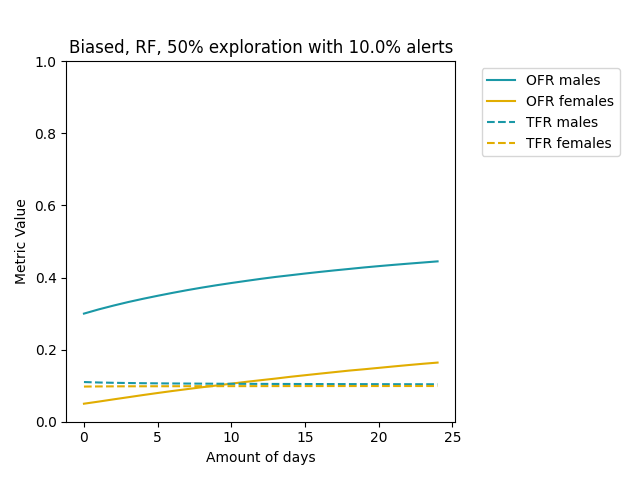 Biased, RF, 50% exploration with 10.0% alerts
OFR males
OFR females
TFR males
TFR females
Metric Value
1.0
0.8
0.6
0.4
0.2
0.0
0 5 10 15 20 25
Amount of days